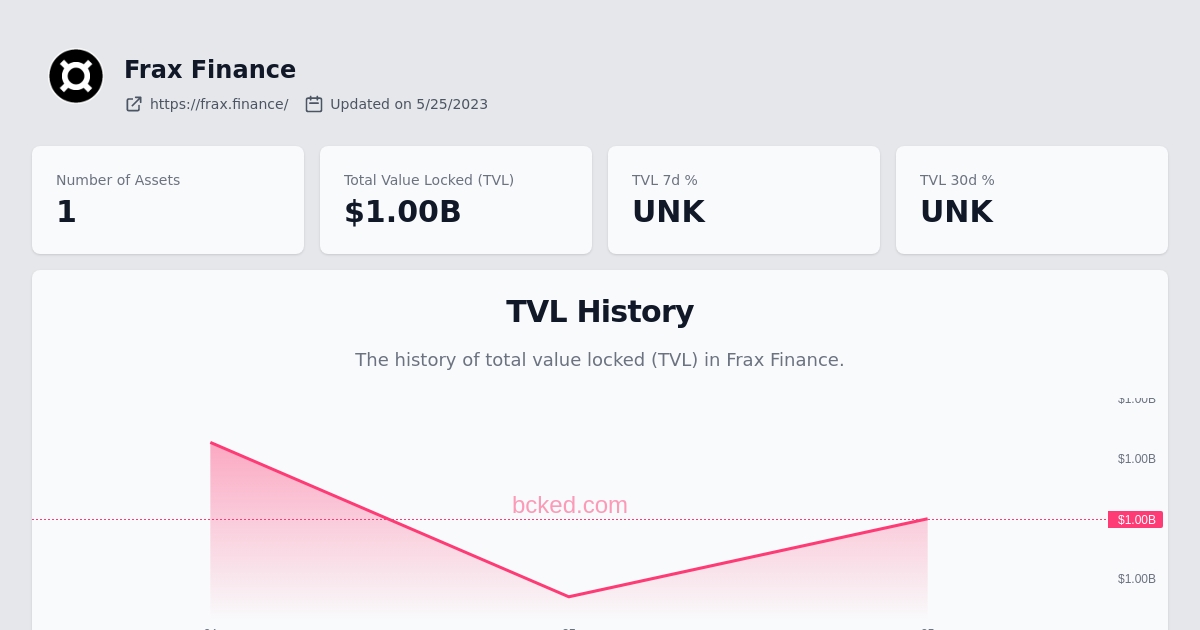 Frax Finance
https://frax.finance/ Updated on 5/25/2023
Number of Assets
1
Total Value Locked (TVL)
$1.00B
TVL 7d %
UNK
TVL 30d %
UNK
TVL History
The history of total value locked (TVL) in Frax Finance.
$1.00B
$1.00B
bcked.com
$1.00B
$1.00B